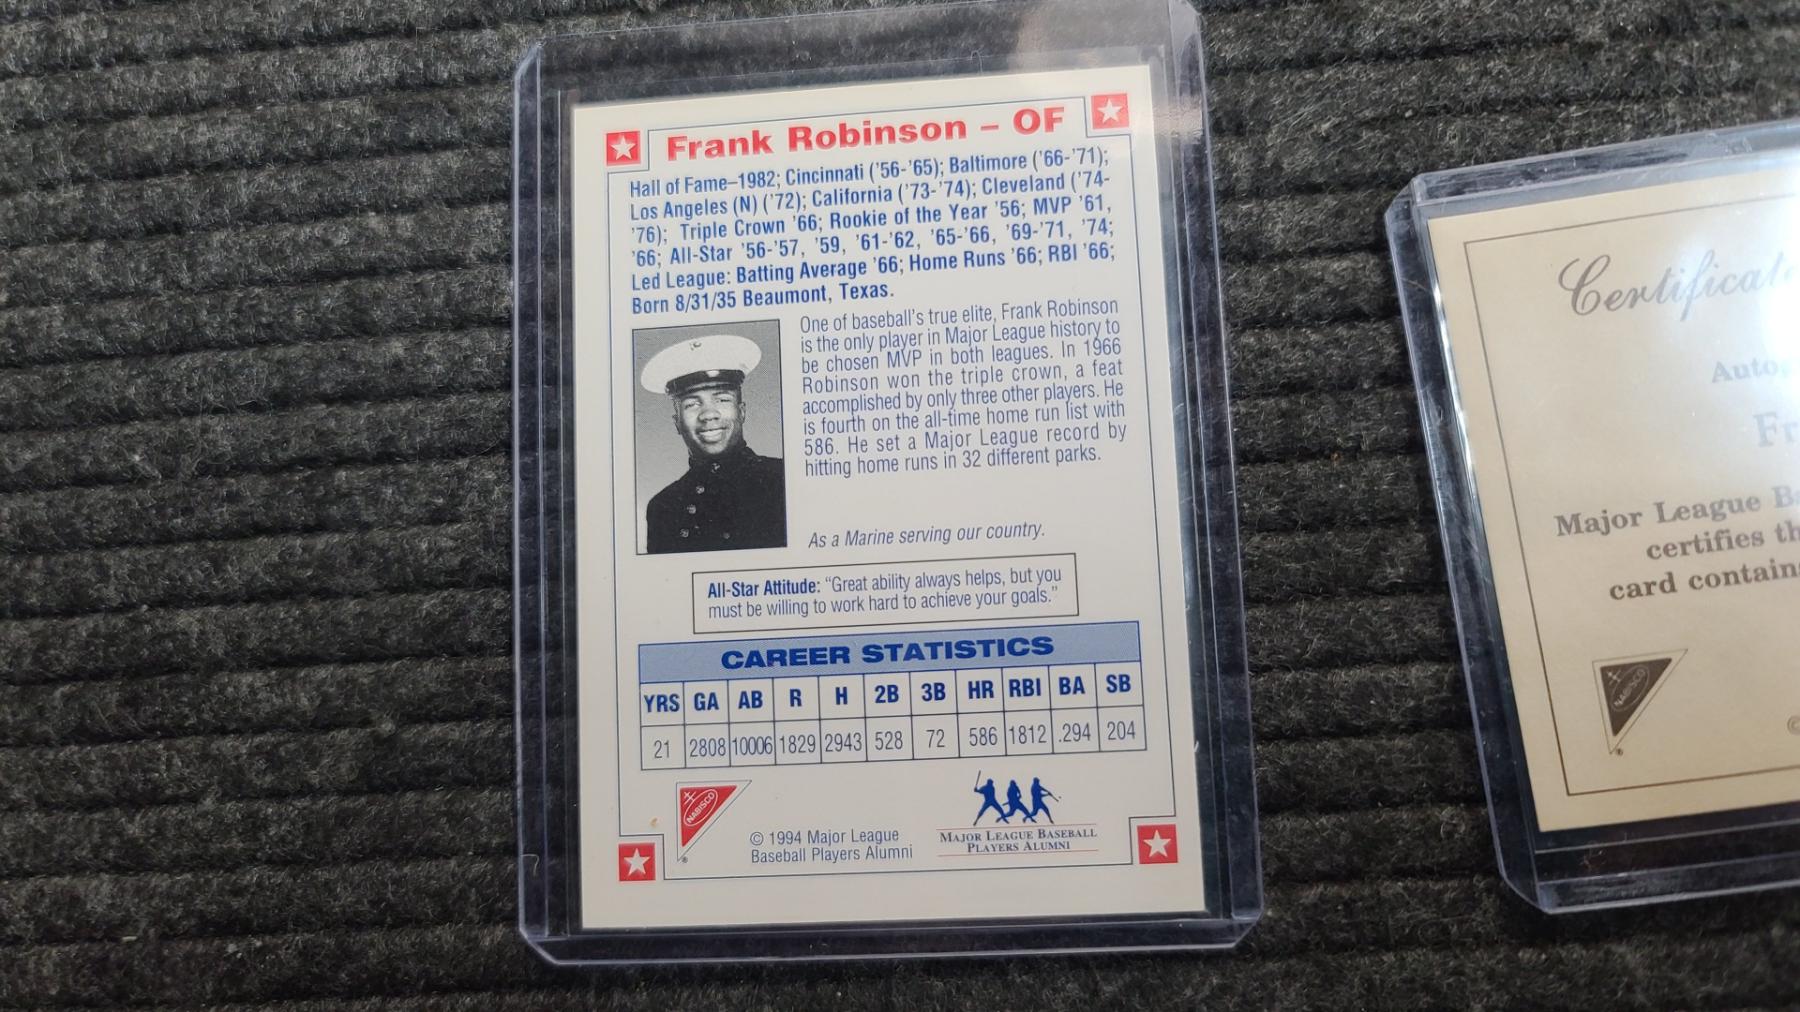 Frank Robinson – OF
Hall of Fame–1982; Cincinnati ('56-'65); Baltimore ('66-'71);
Los Angeles (N) ('72); California ('73-'74); Cleveland ('74-
'76); Triple Crown '66; Rookie of the Year '56; MVP '61,
'66; All-Star '56-'57, '59, '61-'62, '65-'66, '69-'71, '74;
Led League: Batting Average '66; Home Runs '66; RBI '66;
Born 8/31/35 Beaumont, Texas.
One of baseball's true elite, Frank Robinson
is the only player in Major League history to
be chosen MVP in both leagues. In 1966
Robinson won the triple crown, a feat
accomplished by only three other players. He
is fourth on the all-time home run list with
586. He set a Major League record by
hitting home runs in 32 different parks.
As a Marine serving our country.
All-Star Attitude: "Great ability always helps, but you
must be willing to work hard to achieve your goals."
CAREER STATISTICS
YRS GA AB R H 2B 3B HR RBI BA SB
21 2808 10006 1829 2943 528 72 586 1812 .294 204
NABISCO
® © 1994 Major League
Baseball Players Alumni
MAJOR LEAGUE BASEBALL
PLAYERS ALUMNI
Certificat
Auto
Fr
Major League B
certifies th
card contain
NABISCO
®
©